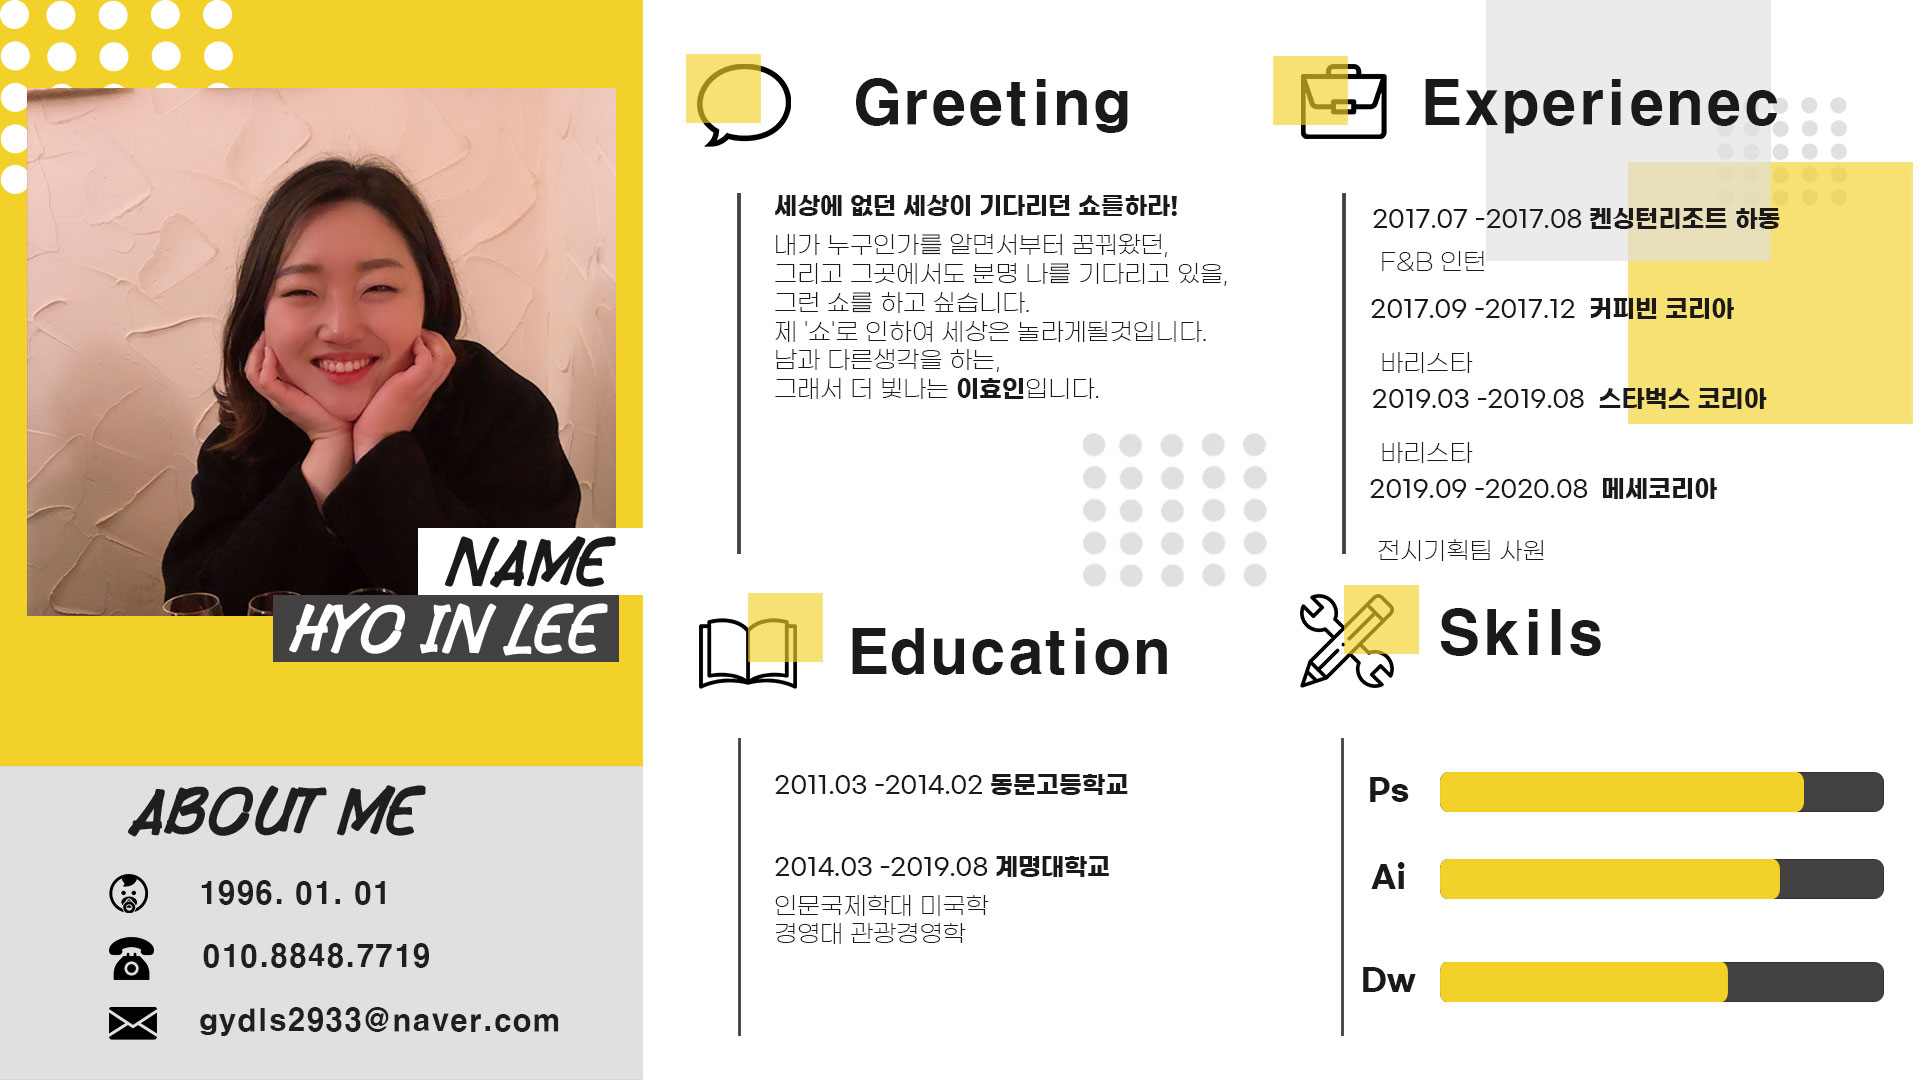 NAME
HYO IN LEE
ABOUT ME
1996. 01. 01
010.8848.7719
gydls2933@naver.com
Greeting
세상에 없던 세상이 기다리던 쇼를하라!
내가 누구인가를 알면서부터 꿈꿔왔던,
그리고 그곳에서도 분명 나를 기다리고 있을,
그런 쇼를 하고 싶습니다.
제 '쇼'로 인하여 세상은 놀라게될것입니다.
남과 다른생각을 하는,
그래서 더 빛나는 이효인입니다.
Education
2011.03 -2014.02 동문고등학교
2014.03 -2019.08 계명대학교
인문국제학대 미국학
경영대 관광경영학
Experienec
2017.07 -2017.08 켄싱턴리조트 하동
F&B 인턴
2017.09 -2017.12 커피빈 코리아
바리스타
2019.03 -2019.08 스타벅스 코리아
바리스타
2019.09 -2020.08 메세코리아
전시기획팀 사원
Skils
Ps
Ai
Dw